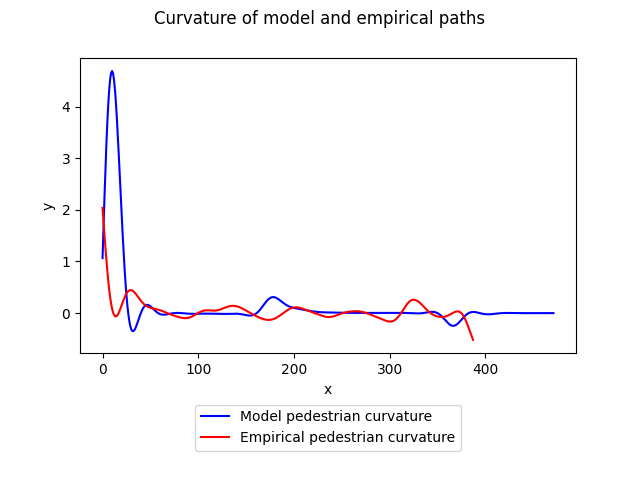 Curvature of model and empirical paths
y
4
3
2
1
0
0 100 200 300 400
x
Model pedestrian curvature
Empirical pedestrian curvature